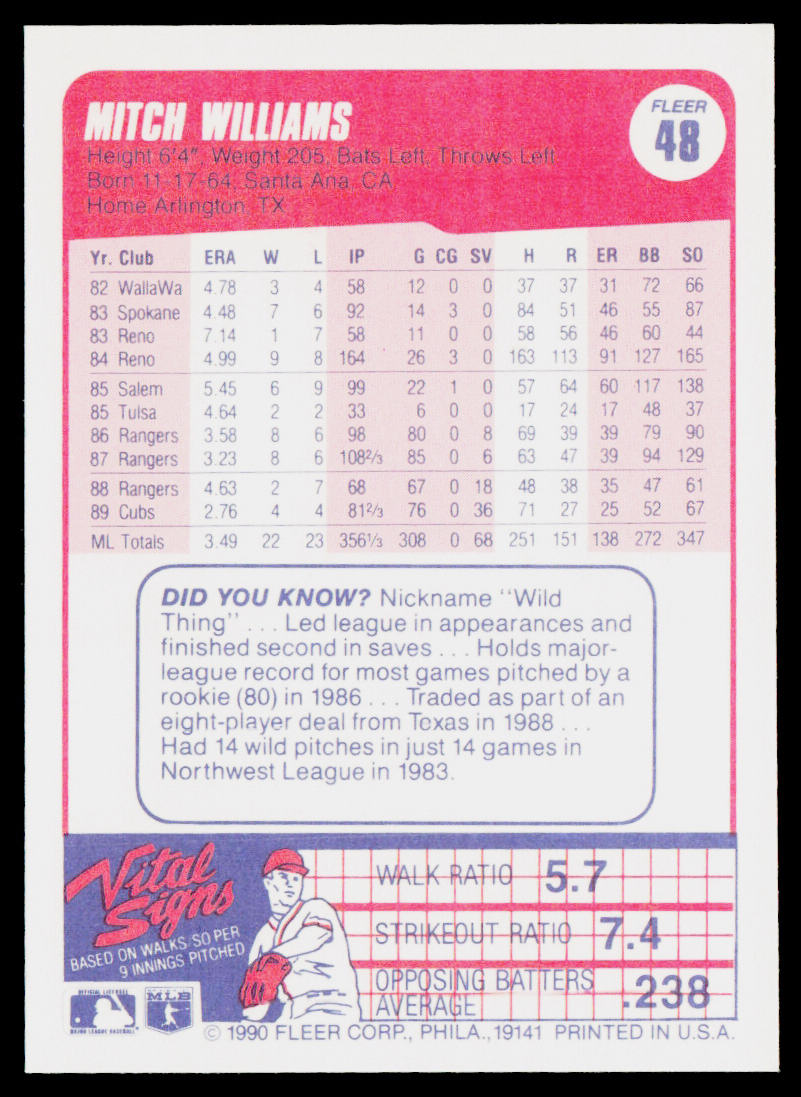 MITCH WILLIAMS
FLEER
48
Height 6'4", Weight 205, Bats Left, Throws Left
Born 11-17-64, Santa Ana, CA
Home Arlington, TX
Yr. Club ERA W L IP G CG SV H R ER BB SO
82 WallaWa 4.78 3 4 58 12 0 0 37 37 31 72 66
83 Spokane 4.48 7 6 92 14 3 0 84 51 46 55 87
83 Reno 7.14 1 7 58 11 0 0 58 56 46 60 44
84 Reno 4.99 9 8 164 26 3 0 163 113 91 127 165
85 Salem 5.45 6 9 99 22 1 0 57 64 60 117 138
85 Tulsa 4.64 2 2 33 6 0 0 17 24 17 48 37
86 Rangers 3.58 8 6 98 80 0 8 69 39 39 79 90
87 Rangers 3.23 8 6 108 2/3 85 0 6 63 47 39 94 129
88 Rangers 4.63 2 7 68 67 0 18 48 38 35 47 61
89 Cubs 2.76 4 4 81 2/3 76 0 36 71 27 25 52 67
ML Totals 3.49 22 23 356 1/3 308 0 68 251 151 138 272 347
DID YOU KNOW? Nickname "Wild
Thing" . . . Led league in appearances and
finished second in saves . . . Holds major-
league record for most games pitched by a
rookie (80) in 1986 . . . Traded as part of an
eight-player deal from Texas in 1988 . . .
Had 14 wild pitches in just 14 games in
Northwest League in 1983.
Vital
Signs
BASED ON WALKS/SO PER
9 INNINGS PITCHED
WALK RATIO 5.7
STRIKEOUT RATIO 7.4
OPPOSING BATTERS
AVERAGE .238
OFFICIAL LICENSEE
MAJOR LEAGUE BASEBALL
MLB
© 1990 FLEER CORP., PHILA., 19141 PRINTED IN U.S.A.